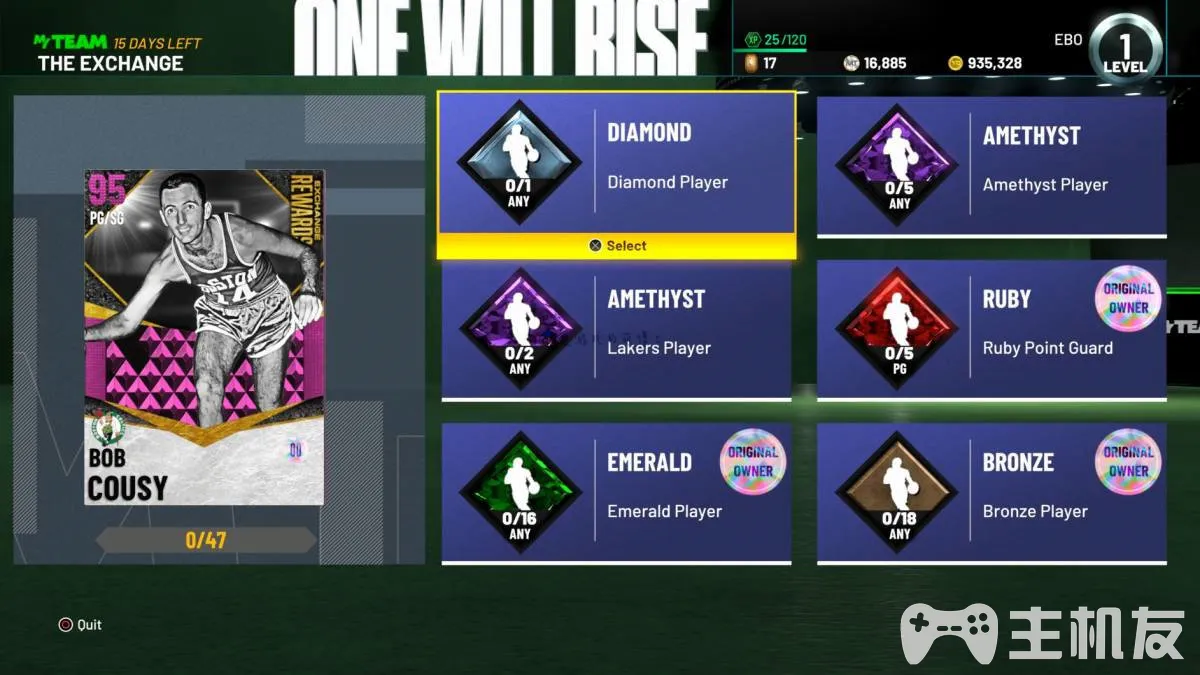 ONE WILL RISE
MyTEAM 15 DAYS LEFT
THE EXCHANGE
XP 25/120
17
MT 16,885
VC 935,328
EBO
1
LEVEL
95
PG/SG
EXCHANGE
REWARDS
BOSTON
14
BOB
COUSY
00
0/47
DIAMOND
Diamond Player
0/1
ANY
Select
AMETHYST
Amethyst Player
0/5
ANY
AMETHYST
Lakers Player
0/2
ANY
RUBY
Ruby Point Guard
0/5
PG
ORIGINAL
OWNER
EMERALD
Emerald Player
0/16
ANY
ORIGINAL
OWNER
BRONZE
Bronze Player
0/18
ANY
ORIGINAL
OWNER
Quit
主机友